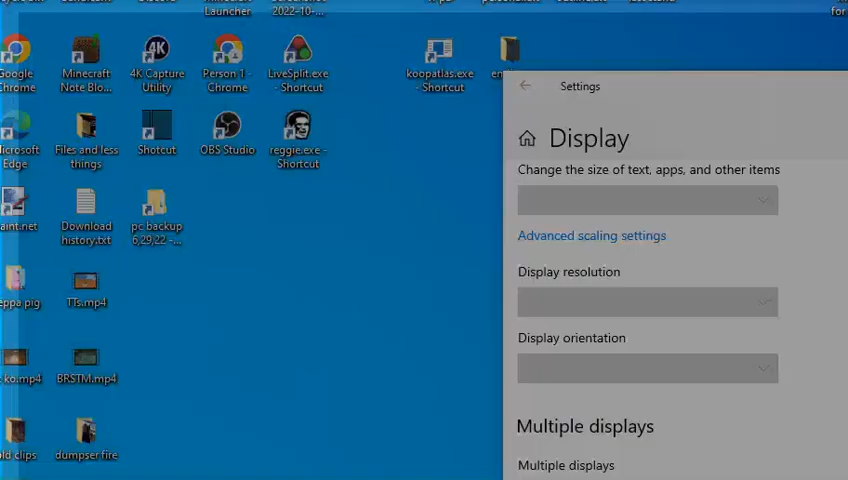 Launcher
2022-10-...
Google
Chrome
Minecraft
Note Blo...
4K Capture
Utility
Person 1 -
Chrome
LiveSplit.exe
- Shortcut
koopatlas.exe
- Shortcut
Settings
Display
Microsoft
Edge
Files and less
things
Shotcut
OBS Studio
reggie.exe -
Shortcut
Change the size of text, apps, and other items
aint.net
Download
history.txt
pc backup
6,29,22 -...
Advanced scaling settings
Display resolution
eppa pig
TTs.mp4
Display orientation
ko.mp4
BRSTM.mp4
Multiple displays
old clips
dumpser fire
Multiple displays